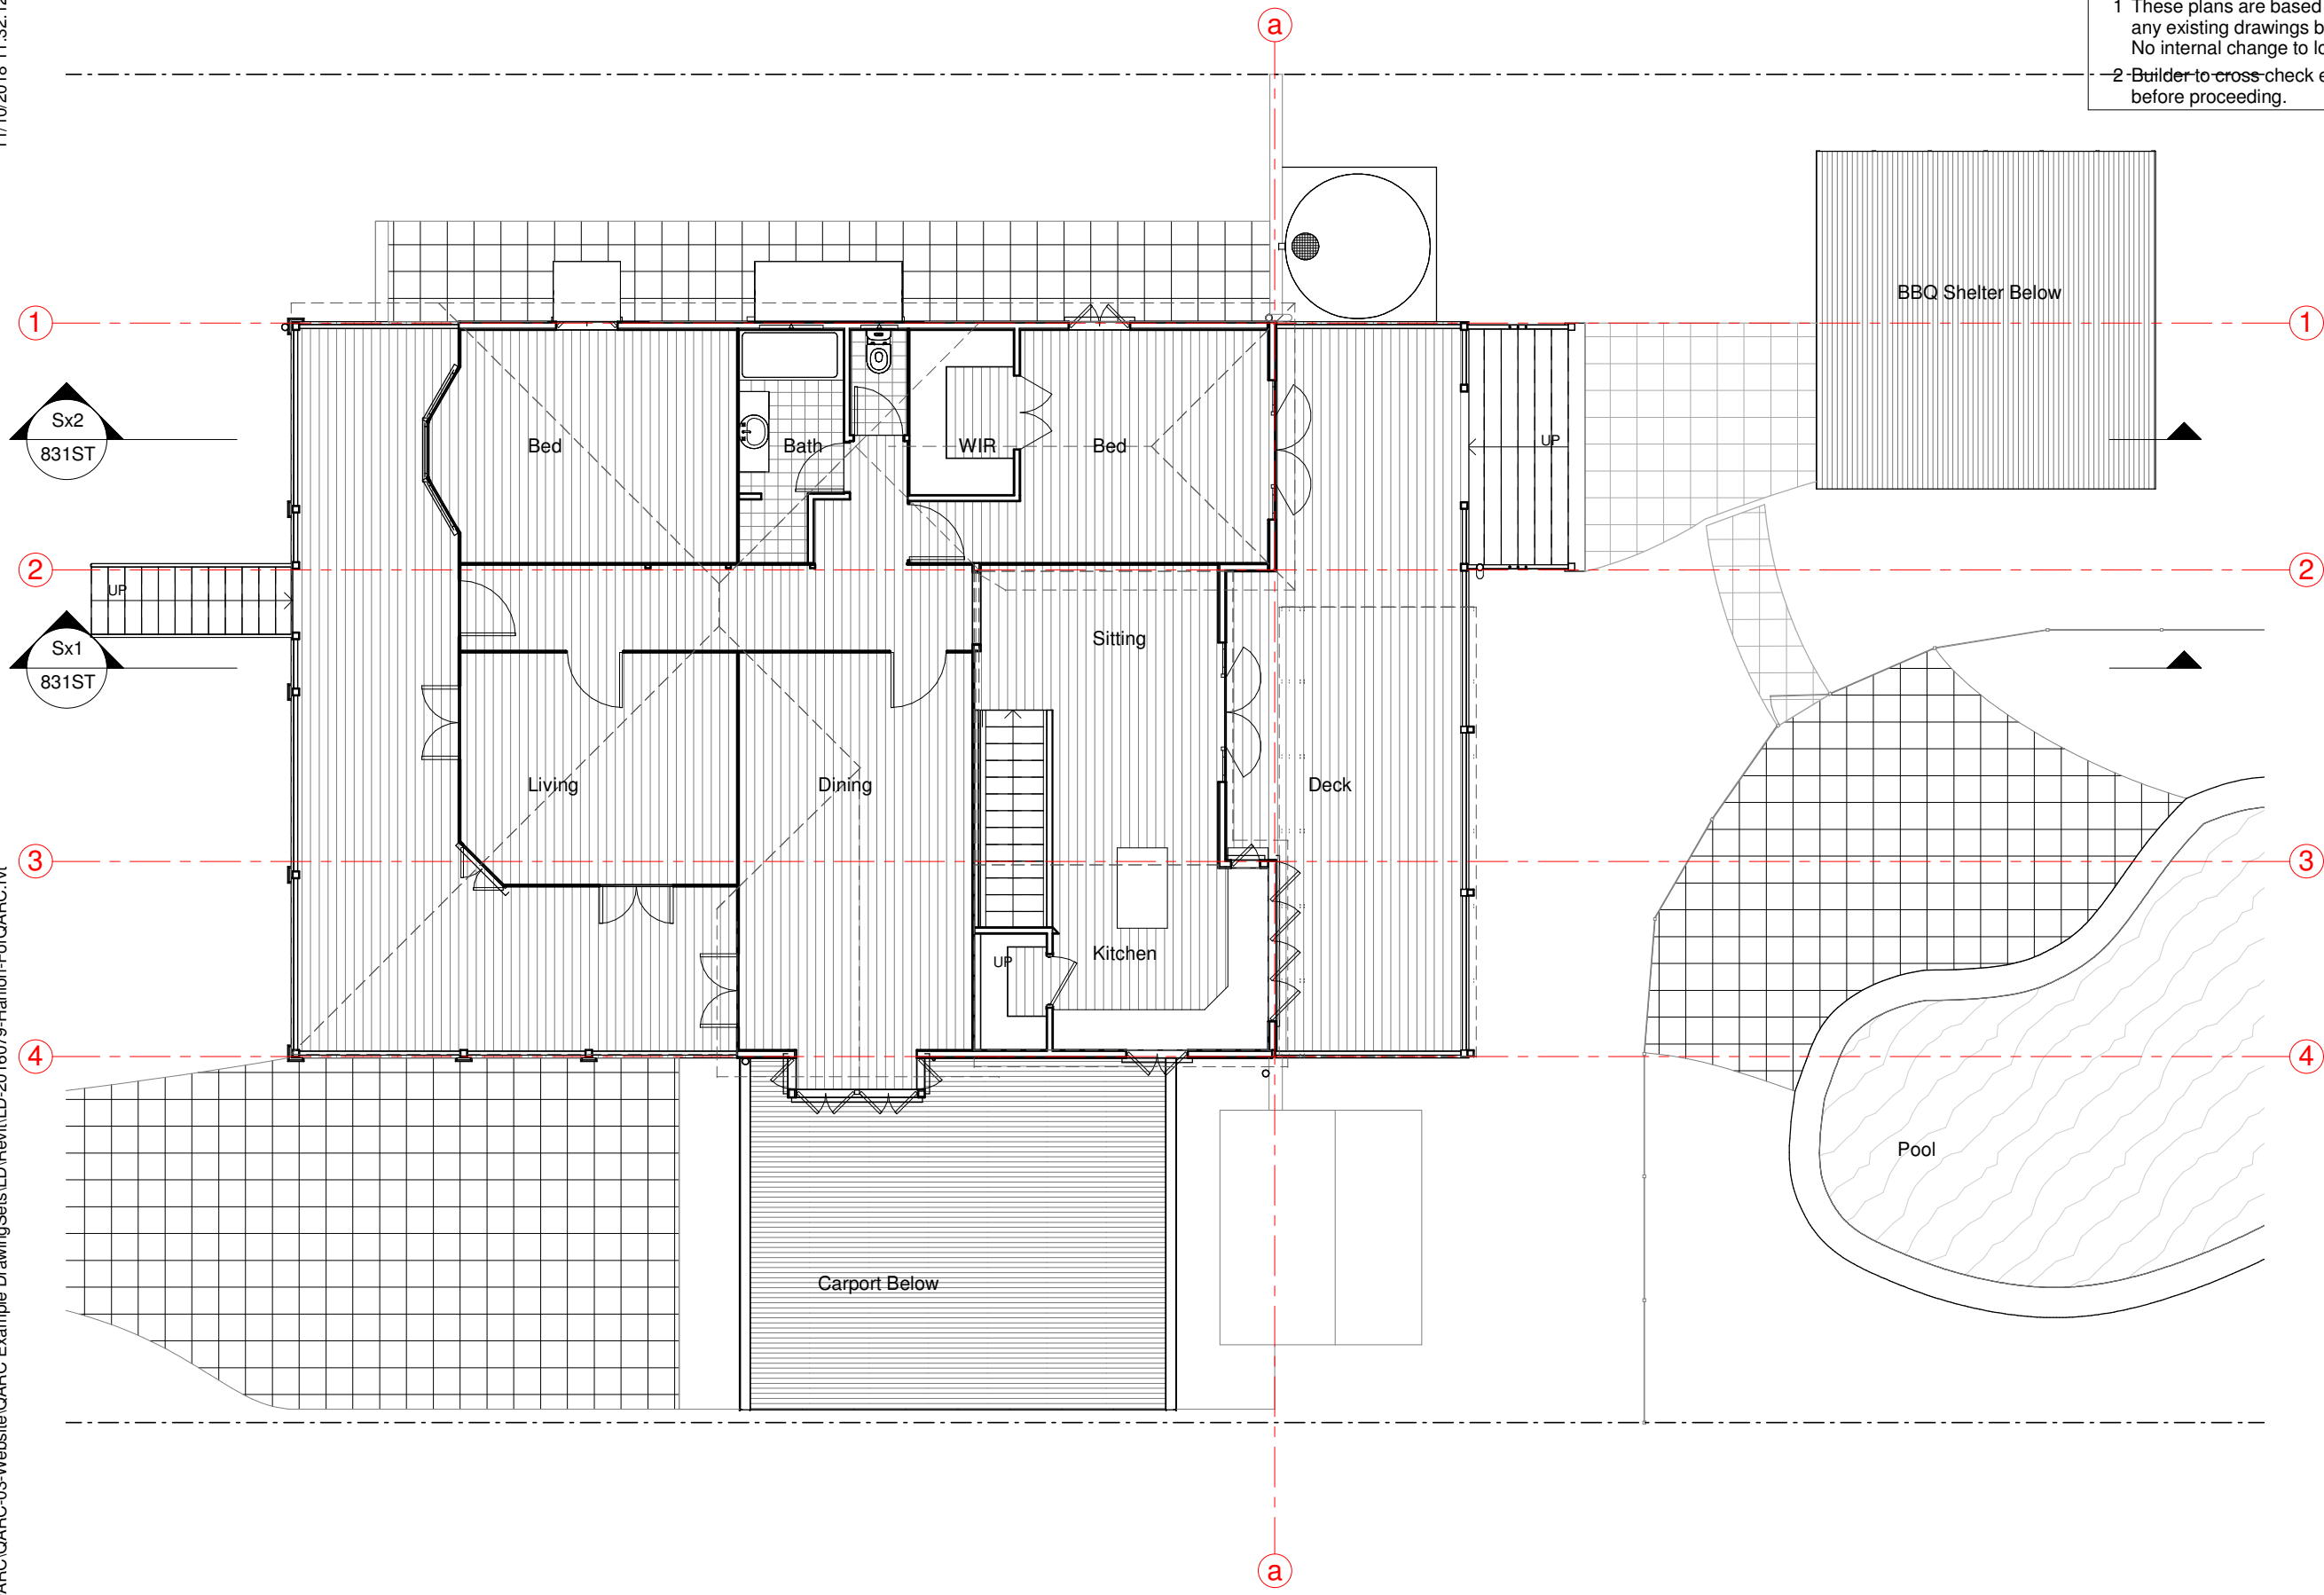 a
1 These plans are based
any existing drawings b
No internal change to lo
2 Builder to cross check e
before proceeding.
BBQ Shelter Below
1
1
Sx2
831ST
Bed
Bath
WIR
Bed
UP
2
2
UP
Sx1
831ST
Sitting
Living
Dining
Deck
3
3
Kitchen
UP
4
4
Pool
Carport Below
a